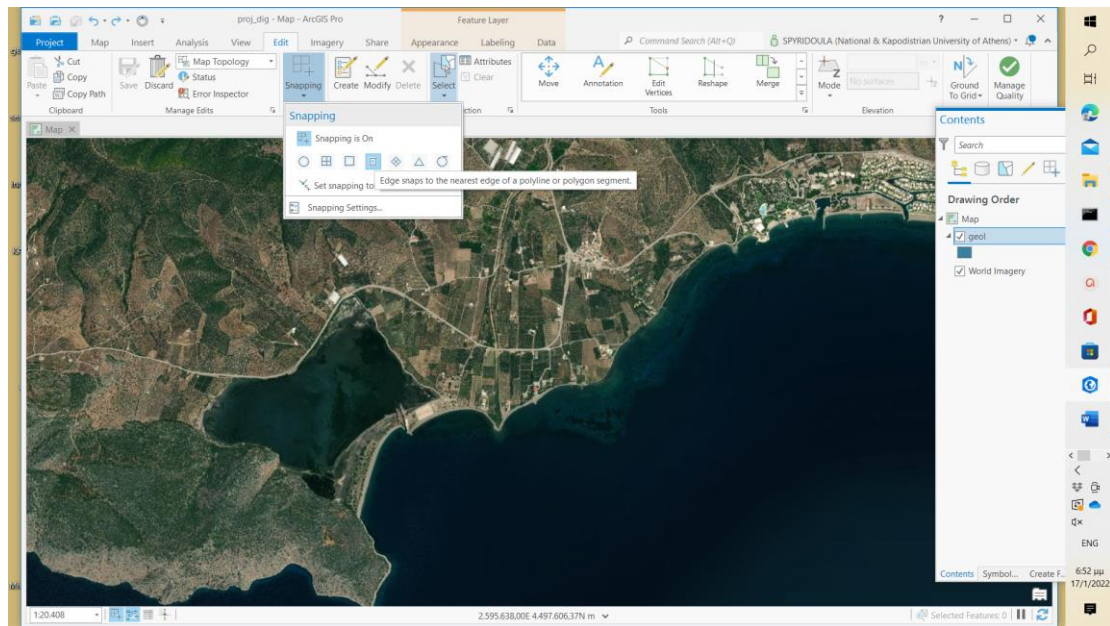 proj_dig - Map - ArcGIS Pro
Feature Layer
?
Project Map Insert Analysis View Edit Imagery Share Appearance Labeling Data
Command Search (Alt+Q)
SPYRIDOULA (National & Kapodistrian University of Athens)
Paste
Cut
Copy
Copy Path
Clipboard
Save
Discard
Map Topology
Status
Error Inspector
Manage Edits
Snapping
Create
Modify
Delete
Select
Attributes
Clear
ction
Move
Annotation
Edit
Vertices
Reshape
Merge
Tools
Mode
No surfaces
Elevation
Ground
To Grid
Manage
Quality
Map
Snapping
Snapping is On
Set snapping to
Edge snaps to the nearest edge of a polyline or polygon segment.
Snapping Settings...
Contents
Search
Drawing Order
Map
geol
World Imagery
Contents Symbol... Create F...
1:20.408
2.595.638,00E 4.497.606,37N m
Selected Features: 0
ENG
6:52 μμ
17/1/2022